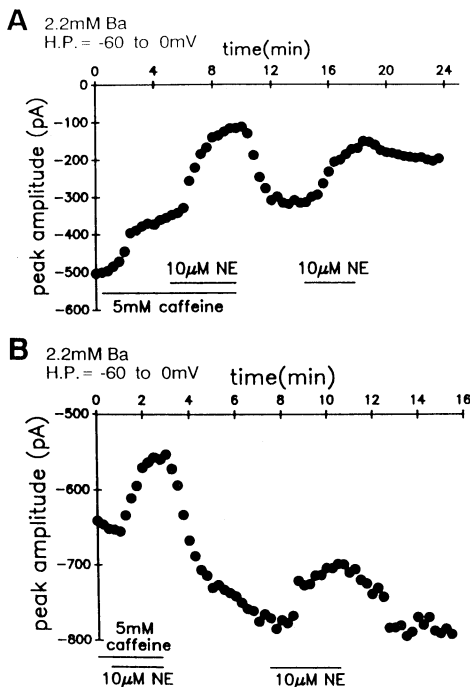 A
2.2mM Ba
H.P.= -60 to 0mV
time(min)
0 4 8 12 16 20 24
0
-100
-200
-300
-400
-500
-600
peak amplitude (pA)
10μM NE 10μM NE
5mM caffeine
B
2.2mM Ba
H.P.= -60 to 0mV
time(min)
0 2 4 6 8 10 12 14 16
-500
-600
-700
-800
peak amplitude (pA)
5mM
caffeine
10μM NE 10μM NE